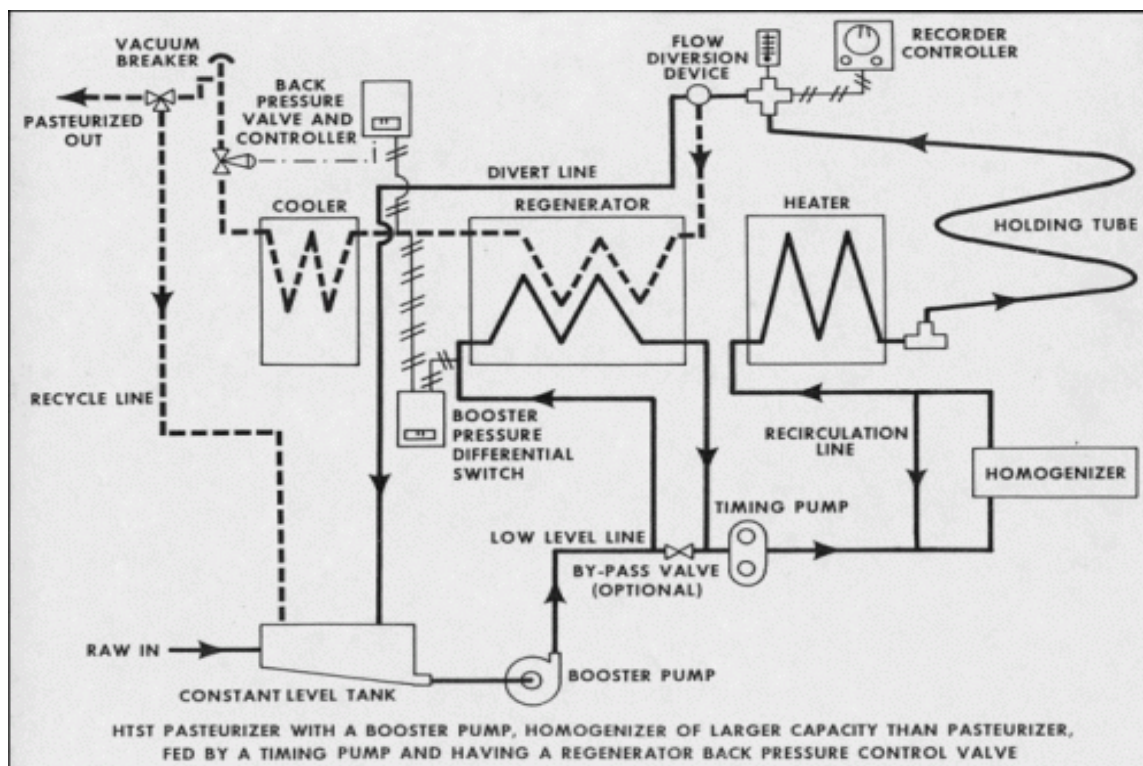 VACUUM
BREAKER
PASTEURIZED
OUT
BACK
PRESSURE
VALVE AND
CONTROLLER
FLOW
DIVERSION
DEVICE
RECORDER
CONTROLLER
DIVERT LINE
COOLER
REGENERATOR
HEATER
HOLDING TUBE
RECYCLE LINE
BOOSTER
PRESSURE
DIFFERENTIAL
SWITCH
RECIRCULATION
LINE
HOMOGENIZER
TIMING PUMP
LOW LEVEL LINE
BY-PASS VALVE
(OPTIONAL)
RAW IN
CONSTANT LEVEL TANK
BOOSTER PUMP
HTST PASTEURIZER WITH A BOOSTER PUMP, HOMOGENIZER OF LARGER CAPACITY THAN PASTEURIZER,
FED BY A TIMING PUMP AND HAVING A REGENERATOR BACK PRESSURE CONTROL VALVE